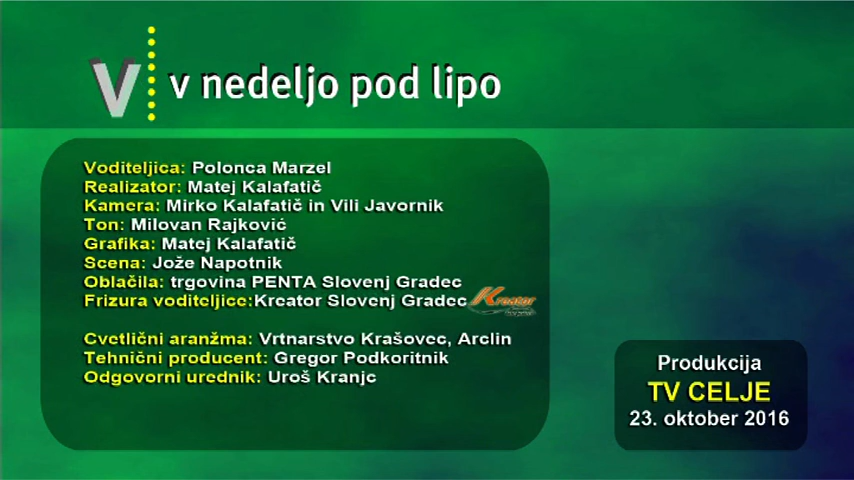 V
v nedeljo pod lipo
Voditeljica: Polonca Marzel
Realizator: Matej Kalafatič
Kamera: Mirko Kalafatič in Vili Javornik
Ton: Milovan Rajković
Grafika: Matej Kalafatič
Scena: Jože Napotnik
Oblačila: trgovina PENTA Slovenj Gradec
Frizura voditeljice:Kreator Slovenj Gradec
Kreator
Cvetlični aranžma: Vrtnarstvo Krašovec, Arclin
Tehnični producent: Gregor Podkoritnik
Odgovorni urednik: Uroš Kranjc
Produkcija
TV CELJE
23. oktober 2016